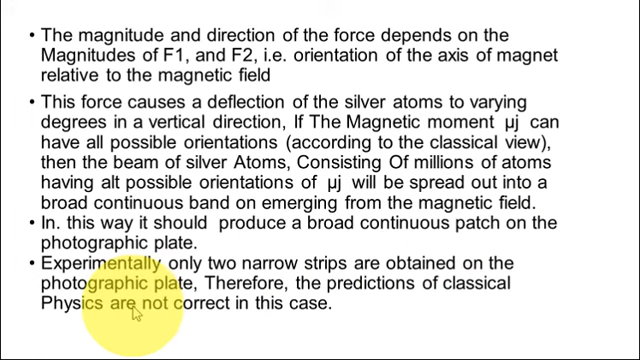 • The magnitude and direction of the force depends on the
Magnitudes of F1, and F2, i.e. orientation of the axis of magnet
relative to the magnetic field
• This force causes a deflection of the silver atoms to varying
degrees in a vertical direction, If The Magnetic moment µj can
have all possible orientations (according to the classical view),
then the beam of silver Atoms, Consisting Of millions of atoms
having alt possible orientations of µj will be spread out into a
broad continuous band on emerging from the magnetic field.
• In. this way it should produce a broad continuous patch on the
photographic plate.
• Experimentally only two narrow strips are obtained on the
photographic plate, Therefore, the predictions of classical
Physics are not correct in this case.